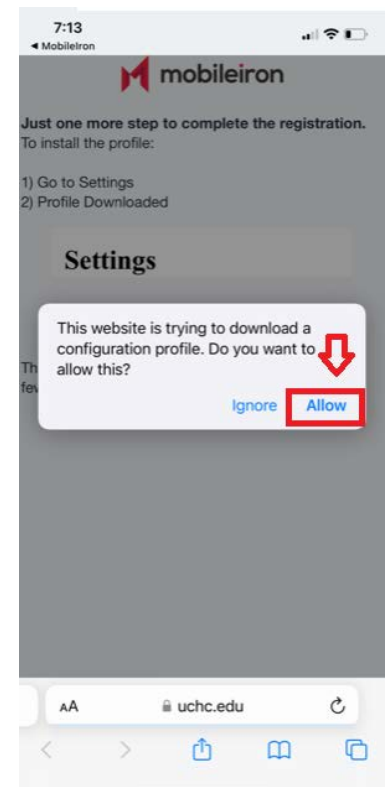 7:13
◄ MobileIron
mobileiron
Just one more step to complete the registration.
To install the profile:
1) Go to Settings
2) Profile Downloaded
Settings
This website is trying to download a
configuration profile. Do you want to
allow this?
Th
few
Ignore Allow
AA uchc.edu